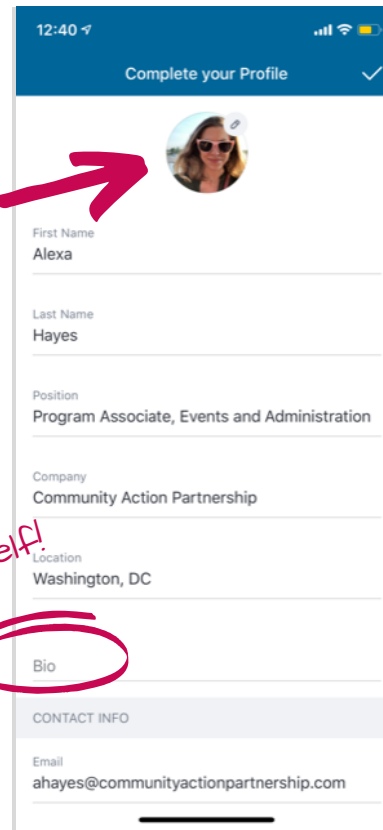 12:40
Complete your Profile
First Name
Alexa
Last Name
Hayes
Position
Program Associate, Events and Administration
Company
Community Action Partnership
elf!
Location
Washington, DC
Bio
CONTACT INFO
Email
ahayes@communityactionpartnership.com